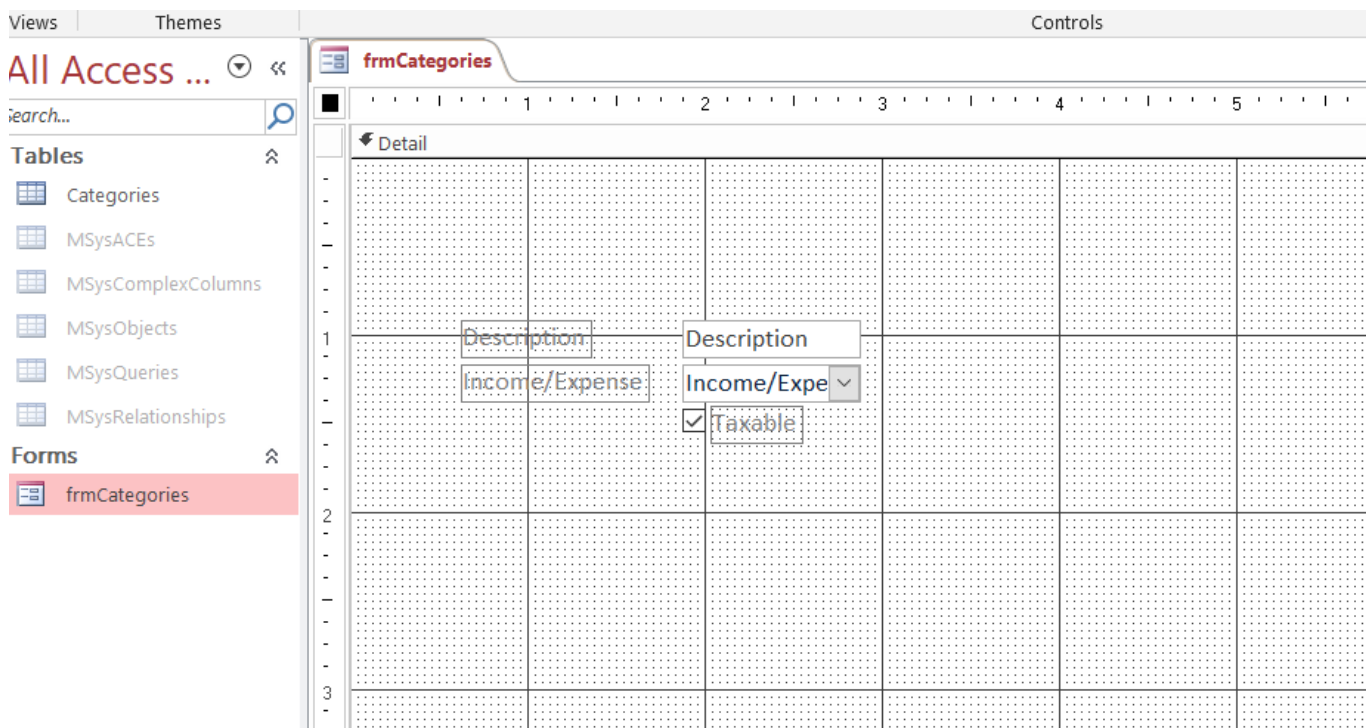 Views Themes Controls
All Access ...
frmCategories
Search...
1 2 3 4 5
Detail
Tables
Categories
MSysACEs
MSysComplexColumns
MSysObjects
MSysQueries
MSysRelationships
Forms
frmCategories
1
Description Description
Income/Expense Income/Expe
Taxable
2
3